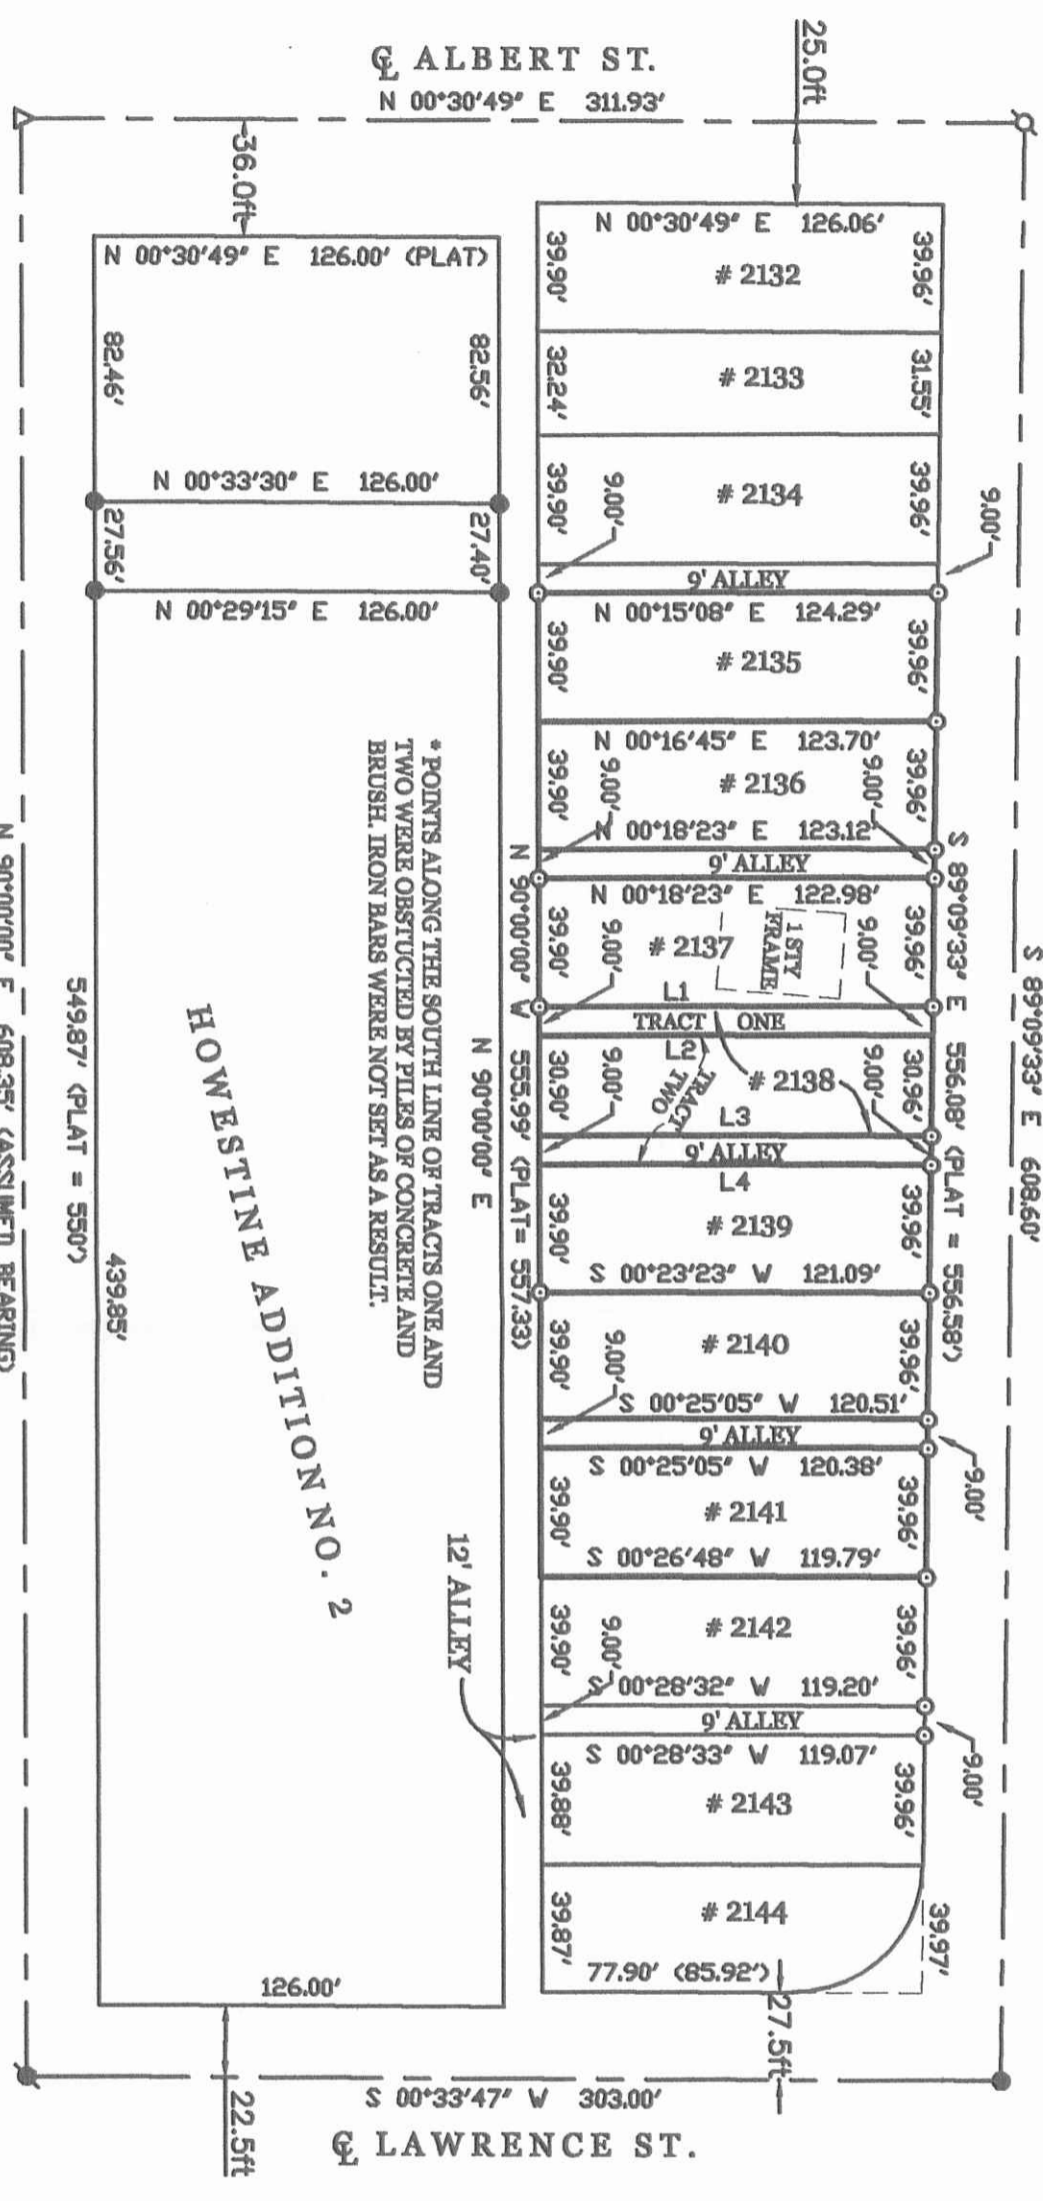 ℄ ALBERT ST.
N 00°30'49" E 311.93'
25.0ft
36.0ft
N 00°30'49" E 126.06'
39.90'
# 2132
39.96'
N 00°30'49" E 126.00' (PLAT)
82.46'
82.56'
32.24'
# 2133
31.55'
39.90'
# 2134
39.96'
9.00'
9.00'
N 00°33'30" E 126.00'
27.56'
27.40'
9' ALLEY
N 00°29'15" E 126.00'
N 00°15'08" E 124.29'
39.90'
# 2135
39.96'
N 00°16'45" E 123.70'
39.90'
9.00'
# 2136
9.00'
39.96'
N 00°18'23" E 123.12'
9' ALLEY
N 00°18'23" E 122.98'
39.90'
9.00'
# 2137
1 STY
FRAME
9.00'
39.96'
L1
TRACT ONE
L2
TRACT
TWO
30.90'
9.00'
# 2138
9.00'
30.96'
L3
9' ALLEY
L4
39.90'
# 2139
39.96'
S 00°23'23" W 121.09'
39.90'
9.00'
# 2140
39.96'
S 00°25'05" W 120.51'
9' ALLEY
9.00'
S 00°25'05" W 120.38'
39.90'
# 2141
39.96'
S 00°26'48" W 119.79'
39.90'
9.00'
# 2142
39.96'
S 00°28'32" W 119.20'
9' ALLEY
9.00'
S 00°28'33" W 119.07'
39.88'
# 2143
39.96'
39.87'
# 2144
39.97'
77.90' (85.92')
27.5ft
S 89°09'33" E 608.60'
S 89°09'33" E 556.08' (PLAT = 556.58')
N 90°00'00" W 555.99' (PLAT= 557.33)
N 90°00'00" E
12' ALLEY
* POINTS ALONG THE SOUTH LINE OF TRACTS ONE AND
TWO WERE OBSTUCTED BY PILES OF CONCRETE AND
BRUSH. IRON BARS WERE NOT SET AS A RESULT.
HOWESTINE ADDITION NO. 2
439.85'
549.87' (PLAT = 550')
N 90°00'00" E 608.35' (ASSUMED BEARING)
126.00'
22.5ft
S 00°33'47" W 303.00'
℄ LAWRENCE ST.